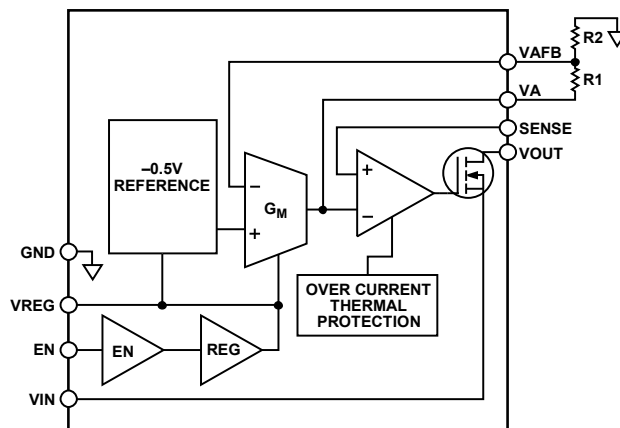 R2
VAFB
R1
VA
SENSE
VOUT
–0.5V
REFERENCE
–
GM
+
+
–
GND
VREG
OVER CURRENT
THERMAL
PROTECTION
EN
EN
REG
VIN